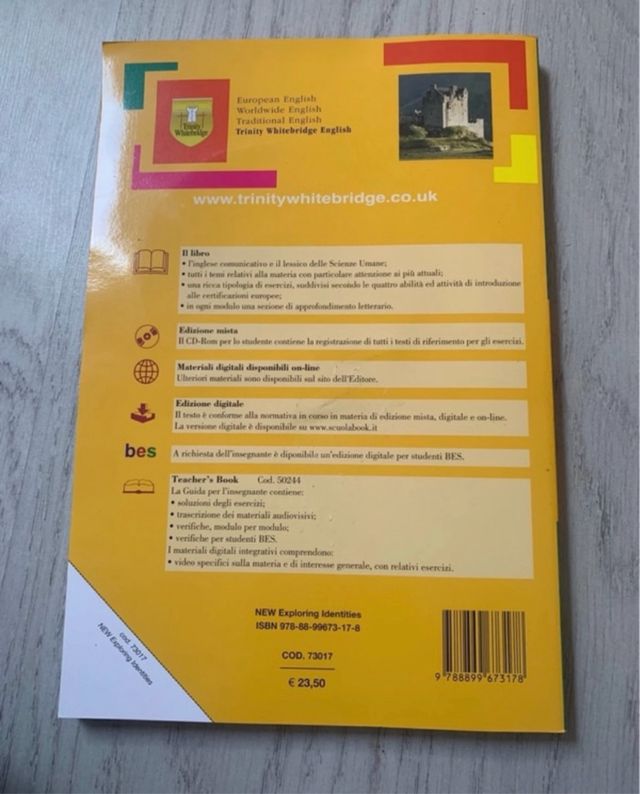 Trinity
Whitebridge
European English
Worldwide English
Traditional English
Trinity Whitebridge English
www.trinitywhitebridge.co.uk
Il libro
• l'inglese comunicativo e il lessico delle Scienze Umane;
• tutti i temi relativi alla materia con particolare attenzione ai più attuali;
• una ricca tipologia di esercizi, suddivisi secondo le quattro abilità ed attività di introduzione
alle certificazioni europee;
• in ogni modulo una sezione di approfondimento letterario.
Edizione mista
Il CD-Rom per lo studente contiene la registrazione di tutti i testi di riferimento per gli esercizi.
Materiali digitali disponibili on-line
Ulteriori materiali sono disponibili sul sito dell'Editore.
Edizione digitale
Il testo è conforme alla normativa in corso in materia di edizione mista, digitale e on-line.
La versione digitale è disponibile su www.scuolabook.it
bes
A richiesta dell'insegnante è diponibile un'edizione digitale per studenti BES.
Teacher's Book Cod. 50244
La Guida per l'insegnante contiene:
• soluzioni degli esercizi;
• trascrizione dei materiali audiovisivi;
• verifiche, modulo per modulo;
• verifiche per studenti BES.
I materiali digitali integrativi comprendono:
• video specifici sulla materia e di interesse generale, con relativi esercizi.
cod. 73017
NEW Exploring Identities
NEW Exploring Identities
ISBN 978-88-99673-17-8
COD. 73017
€ 23,50
9 788899 673178